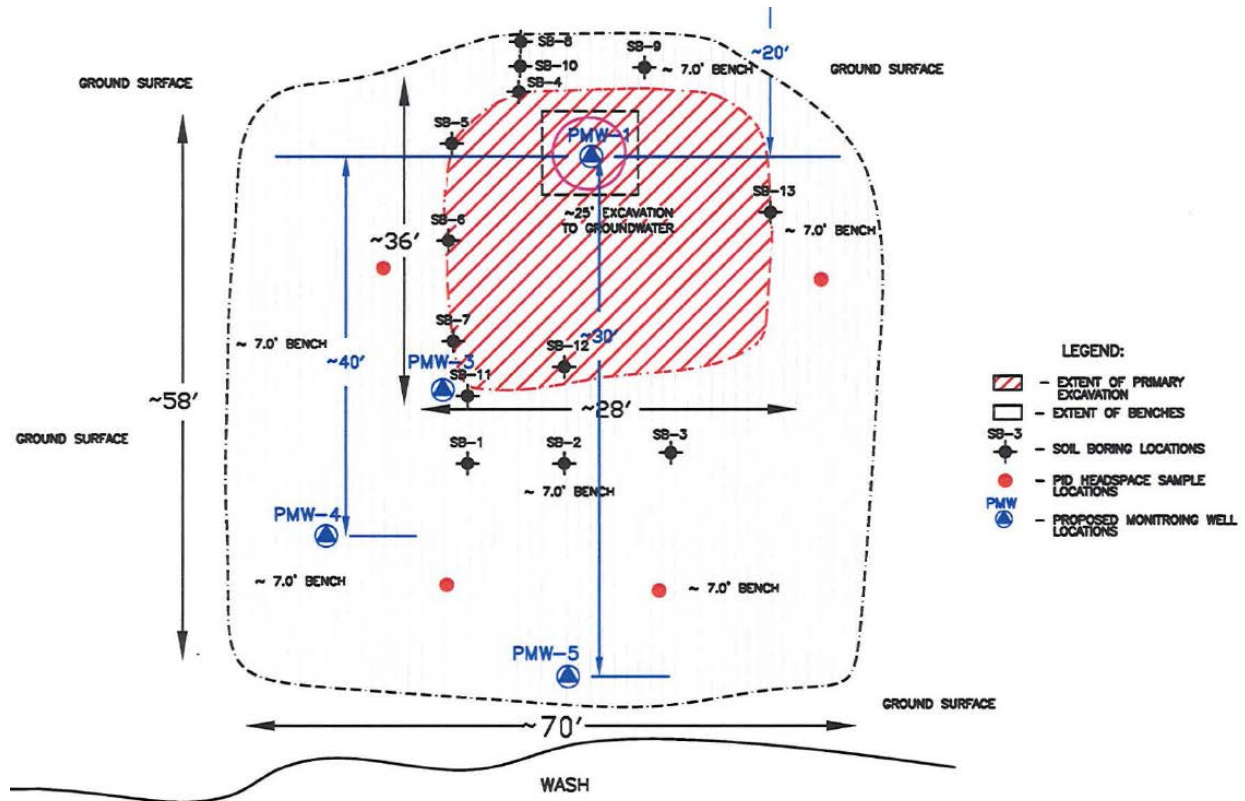 SB-8
SB-9
~20'
SB-10
~ 7.0' BENCH
GROUND SURFACE
GROUND SURFACE
SB-4
SB-5
PMW-1
SB-13
~25' EXCAVATION
TO GROUNDWATER
SB-6
~36'
~ 7.0' BENCH
SB-7
~30'
SB-12
~ 7.0' BENCH
~40'
PMW-3
SB-11
~58'
~28'
GROUND SURFACE
SB-1
SB-2
SB-3
~ 7.0' BENCH
PMW-4
~ 7.0' BENCH
~ 7.0' BENCH
PMW-5
GROUND SURFACE
~70'
WASH
LEGEND:
- EXTENT OF PRIMARY
EXCAVATION
- EXTENT OF BENCHES
SB-3
- SOIL BORING LOCATIONS
- PID HEADSPACE SAMPLE
LOCATIONS
PMW
- PROPOSED MONITROING WELL
LOCATIONS